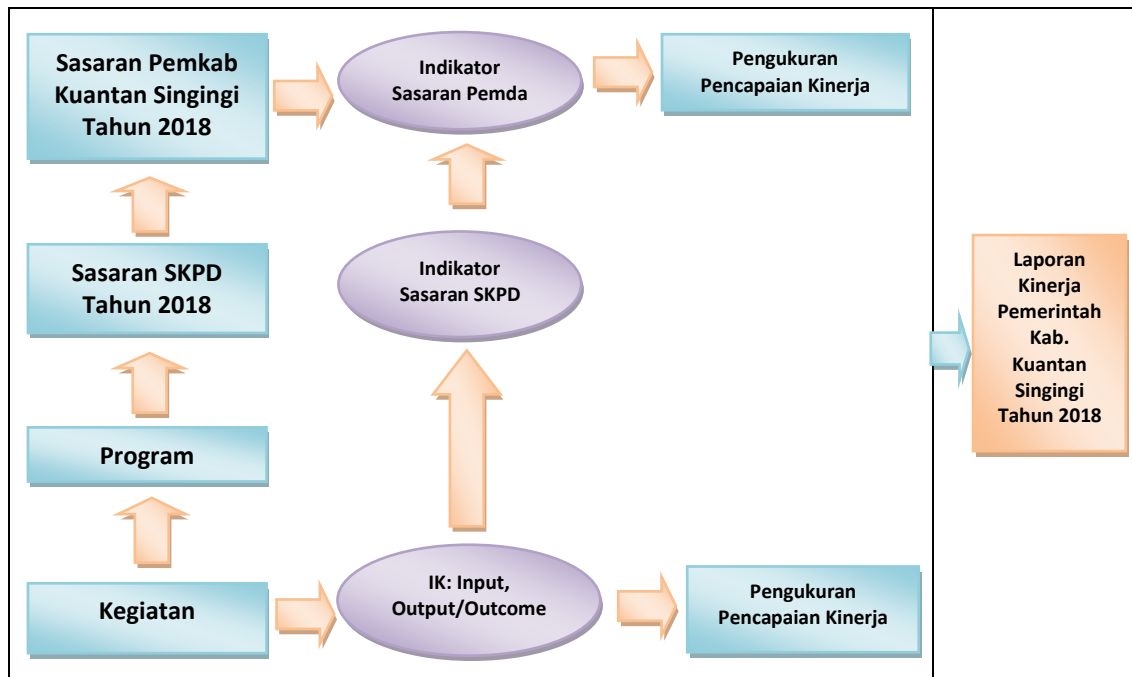 Sasaran Pemkab
Kuantan Singingi
Tahun 2018
Indikator
Sasaran Pemda
Pengukuran
Pencapaian Kinerja
Sasaran SKPD
Tahun 2018
Indikator
Sasaran SKPD
Laporan
Kinerja
Pemerintah
Kab.
Kuantan
Singingi
Tahun 2018
Program
Kegiatan
IK: Input,
Output/Outcome
Pengukuran
Pencapaian Kinerja